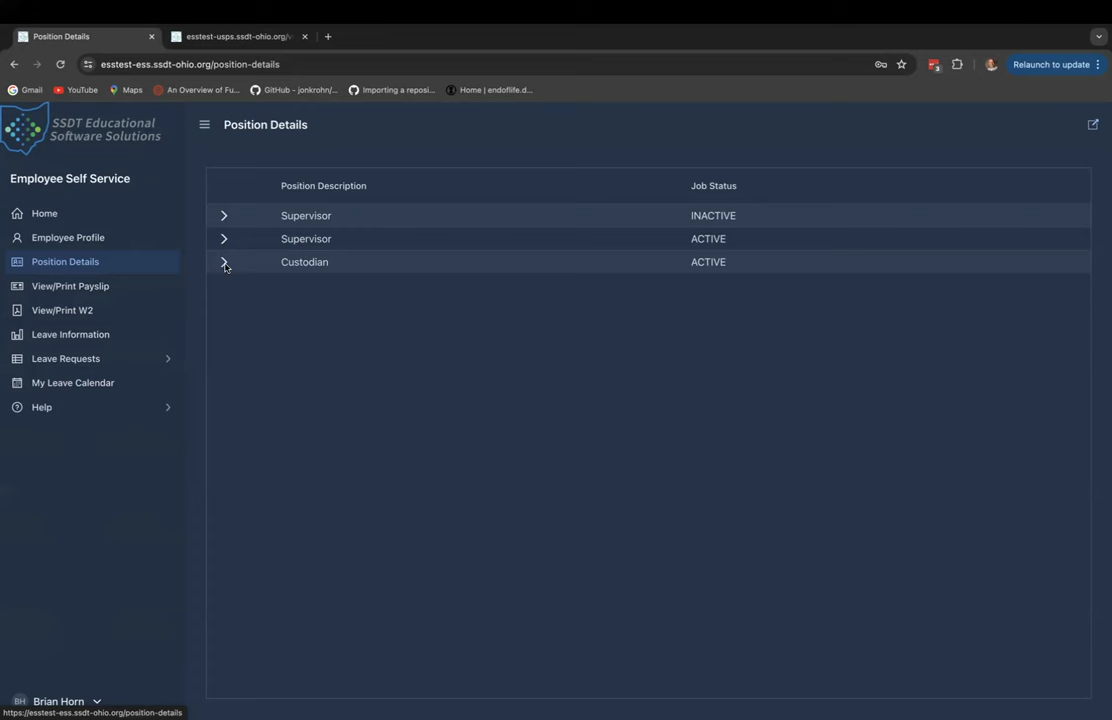 Position Details
esstest-usps.ssdt-ohio.org/v
esstest-ess.ssdt-ohio.org/position-details
3
Relaunch to update
Gmail
YouTube
Maps
An Overview of Fu...
GitHub - jonkrohn/...
Importing a reposi...
Home | endoflife.d...
SSDT Educational
Software Solutions
Position Details
Employee Self Service
Home
Employee Profile
Position Details
View/Print Payslip
View/Print W2
Leave Information
Leave Requests
My Leave Calendar
Help
Position Description Job Status
Supervisor INACTIVE
Supervisor ACTIVE
Custodian ACTIVE
BH Brian Horn
https://esstest-ess.ssdt-ohio.org/position-details